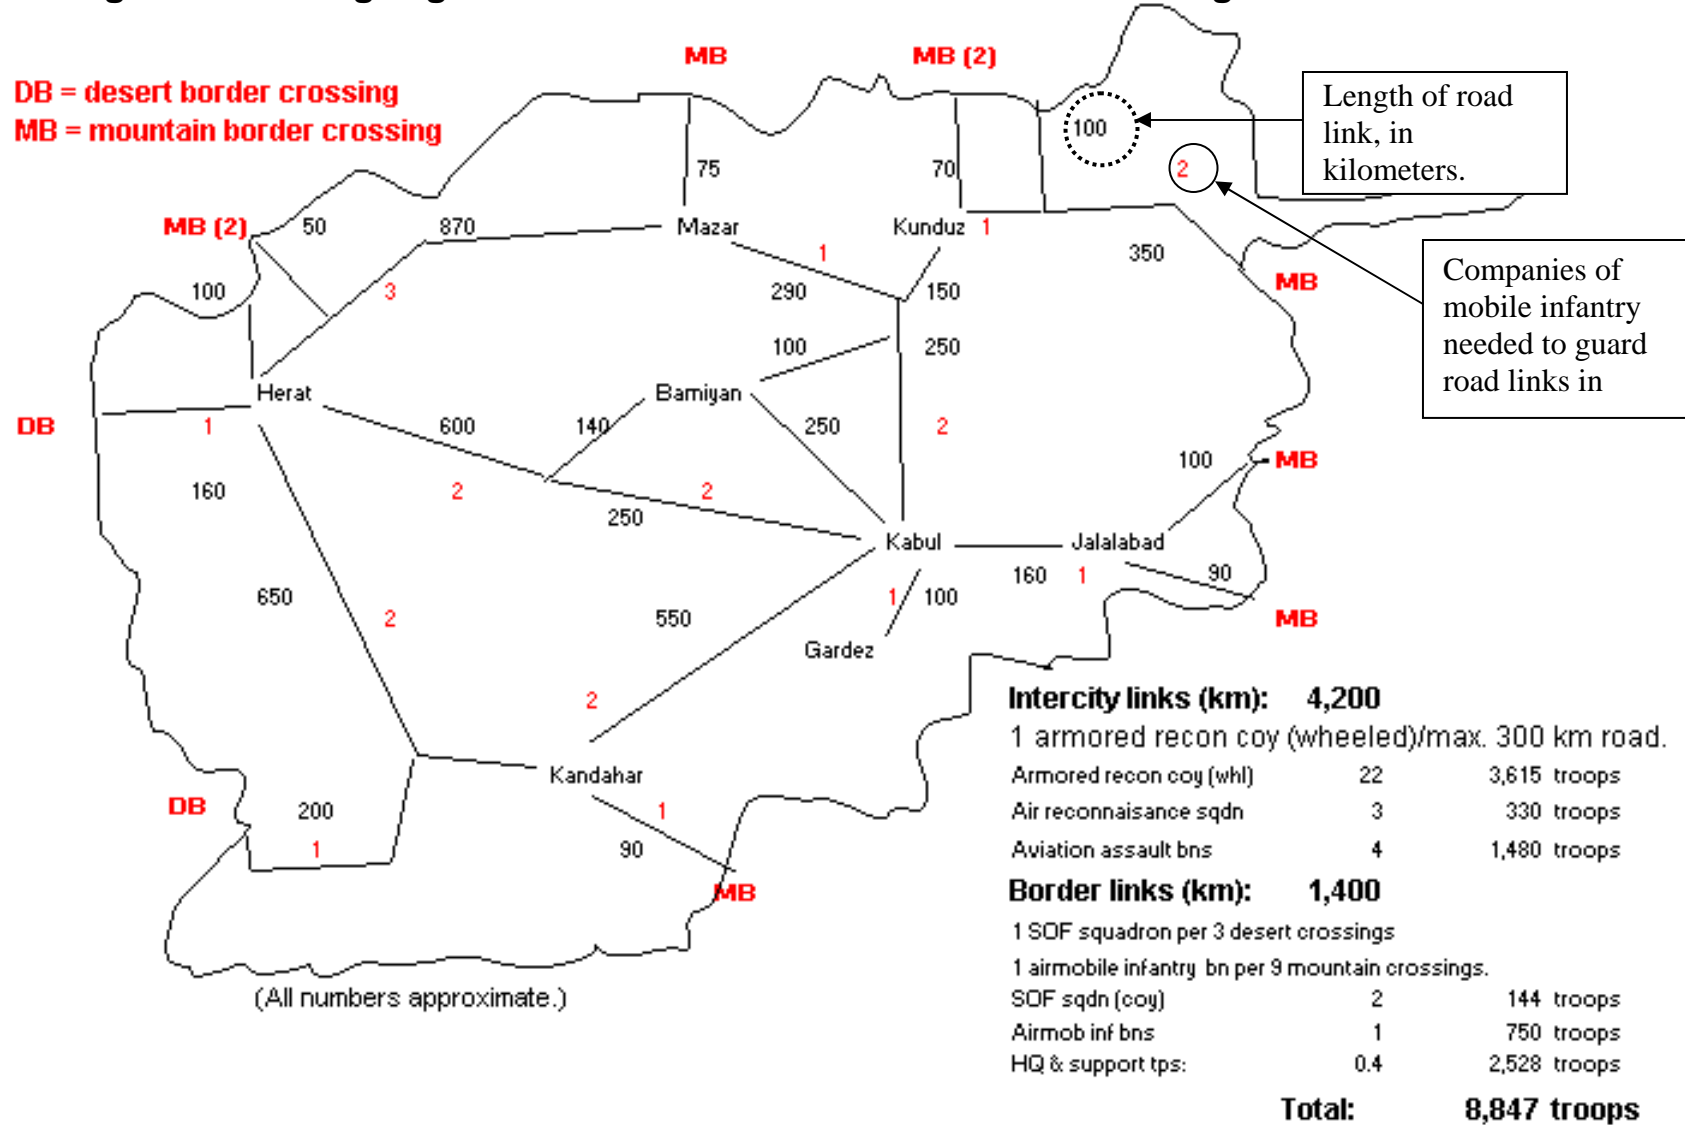 MB
MB (2)
DB = desert border crossing
MB = mountain border crossing
Length of road
link, in
kilometers.
100
2
75
70
MB (2)
50
870
Mazar
Kunduz
1
1
350
Companies of
mobile infantry
needed to guard
road links in
MB
100
3
290
150
100
250
Herat
Bamiyan
DB
1
600
140
250
2
100
MB
160
2
2
250
Kabul
Jalalabad
160
1
90
650
2
550
1
100
MB
Gardez
2
Intercity links (km): 4,200
1 armored recon coy (wheeled)/max. 300 km road.
Kandahar
Armored recon coy (whl) 22 3,615 troops
DB
200
1
Air reconnaisance sqdn 3 330 troops
1
90
Aviation assault bns 4 1,480 troops
MB
Border links (km): 1,400
1 SOF squadron per 3 desert crossings
1 airmobile infantry bn per 9 mountain crossings.
(All numbers approximate.)
SOF sqdn (coy) 2 144 troops
Airmob inf bns 1 750 troops
HQ & support tps: 0.4 2,528 troops
Total: 8,847 troops